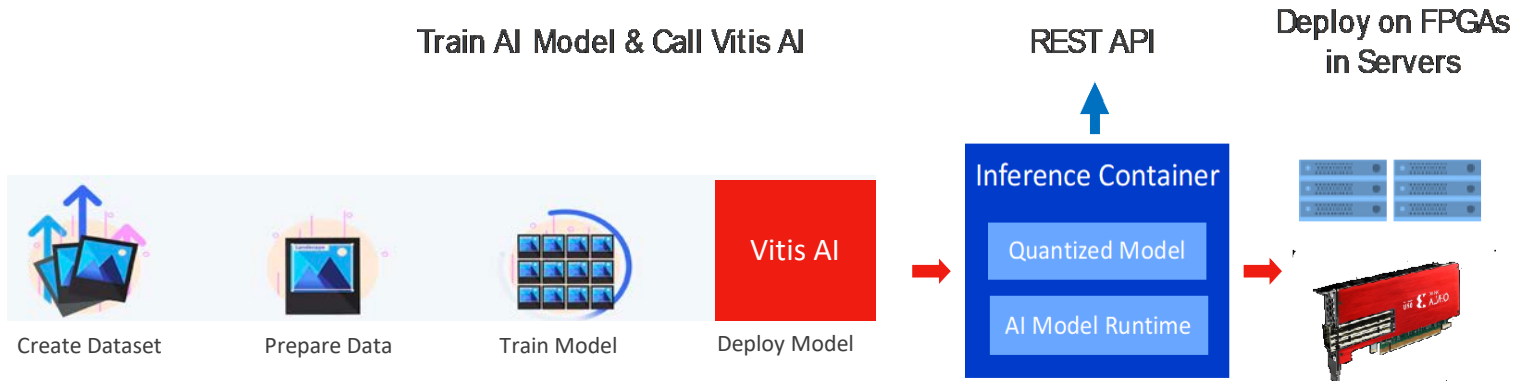 Train AI Model & Call Vitis AI
REST API
Deploy on FPGAs
in Servers
Vitis AI
Create Dataset
Prepare Data
Train Model
Deploy Model
Inference Container
Quantized Model
AI Model Runtime